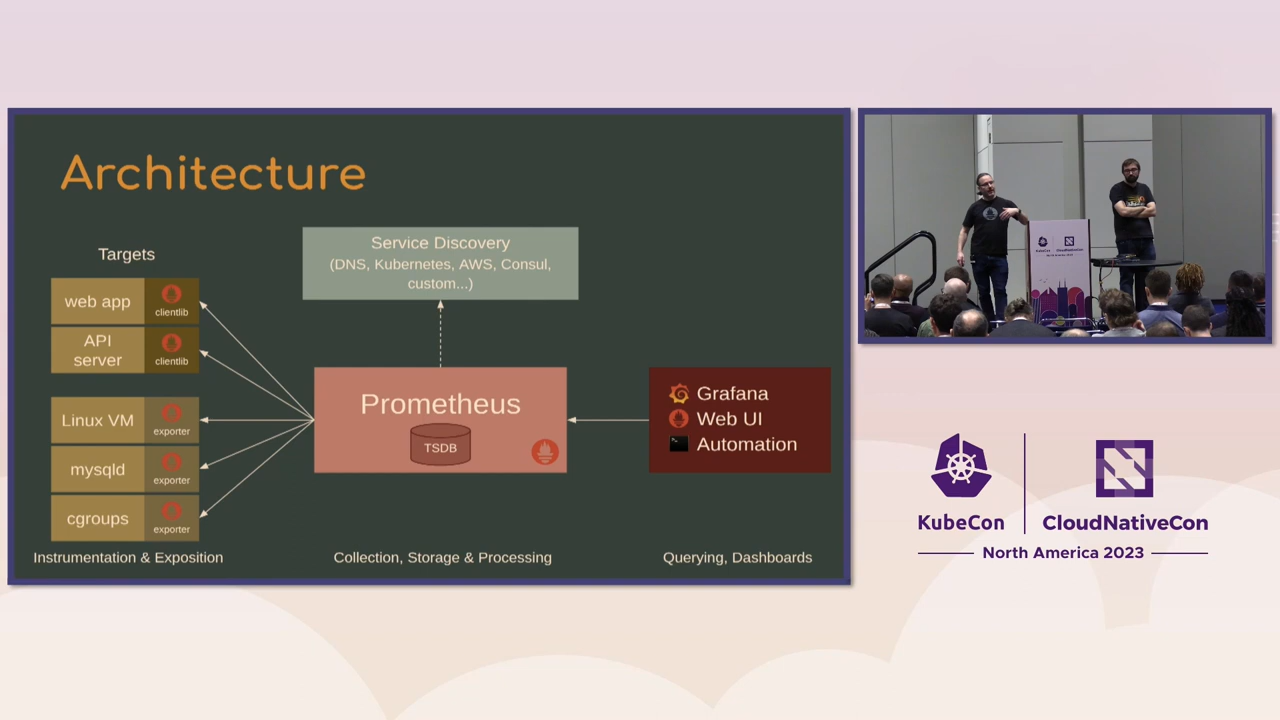 Architecture
Targets
web app
clientlib
API
server
clientlib
Linux VM
exporter
mysqld
exporter
cgroups
exporter
Instrumentation & Exposition
Service Discovery
(DNS, Kubernetes, AWS, Consul,
custom...)
Prometheus
TSDB
Collection, Storage & Processing
Grafana
Web UI
Automation
Querying, Dashboards
KubeCon
CloudNativeCon
North America 2023